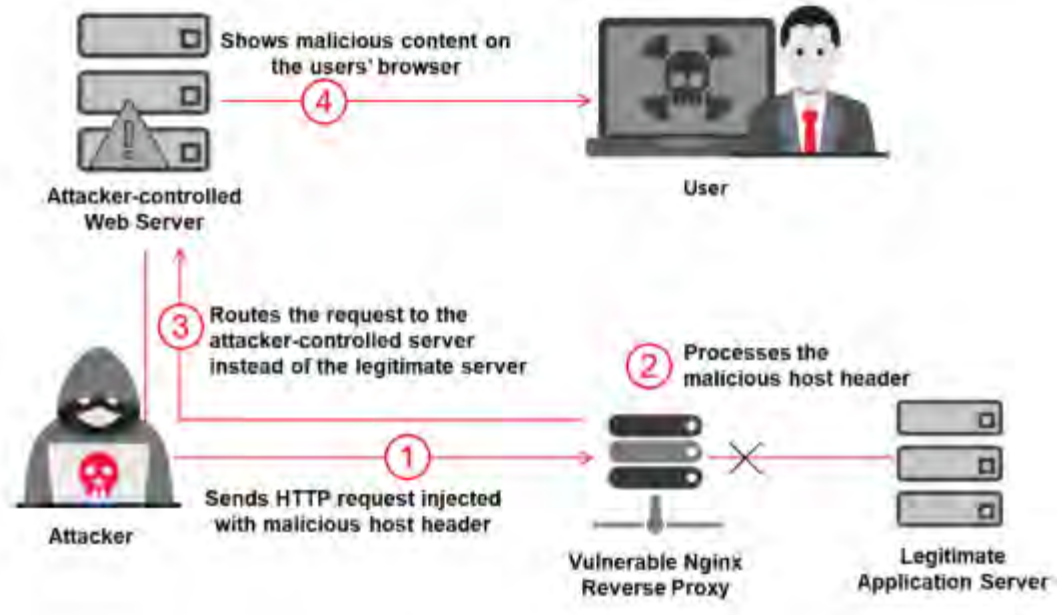 Shows malicious content on
the users' browser
4
Attacker-controlled
Web Server
User
3
Routes the request to the
attacker-controlled server
instead of the legitimate server
2
Processes the
malicious host header
1
Sends HTTP request injected
with malicious host header
Attacker
Vulnerable Nginx
Reverse Proxy
Legitimate
Application Server